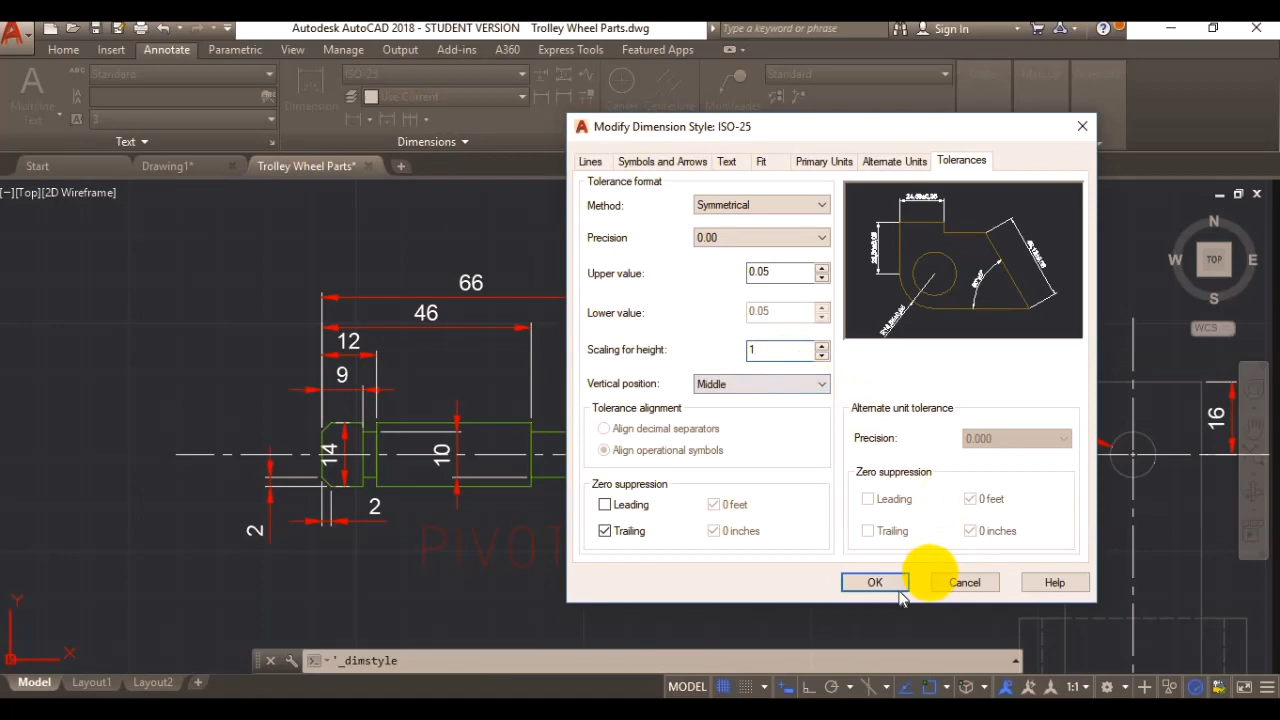 Autodesk AutoCAD 2018 - STUDENT VERSION Trolley Wheel Parts.dwg
Type a keyword or phrase
Sign In
Home Insert Annotate Parametric View Manage Output Add-ins A360 Express Tools Featured Apps
Standard
ISO-25
Standard
Use Current
Multiline
Text
Dimension
3
Text
Dimensions
Start
Drawing1*
Trolley Wheel Parts*
[−][Top][2D Wireframe]
Modify Dimension Style: ISO-25
Lines Symbols and Arrows Text Fit Primary Units Alternate Units Tolerances
Tolerance format
Method: Symmetrical
Precision 0.00
Upper value: 0.05
Lower value: 0.05
Scaling for height: 1
Vertical position: Middle
Tolerance alignment
Align decimal separators
Align operational symbols
Zero suppression
Leading 0 feet
Trailing 0 inches
Alternate unit tolerance
Precision: 0.000
Zero suppression
Leading 0 feet
Trailing 0 inches
OK Cancel Help
N
W TOP E
S
WCS
66
46
12
9
14
10
2
2
16
PIVOT
Y
X
'_dimstyle
Model Layout1 Layout2
MODEL
1:1